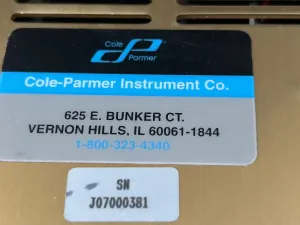 Cole
Parmer
Cole-Parmer Instrument Co.
625 E. BUNKER CT.
VERNON HILLS, IL 60061-1844
1-800-323-4340
SN
J07000381